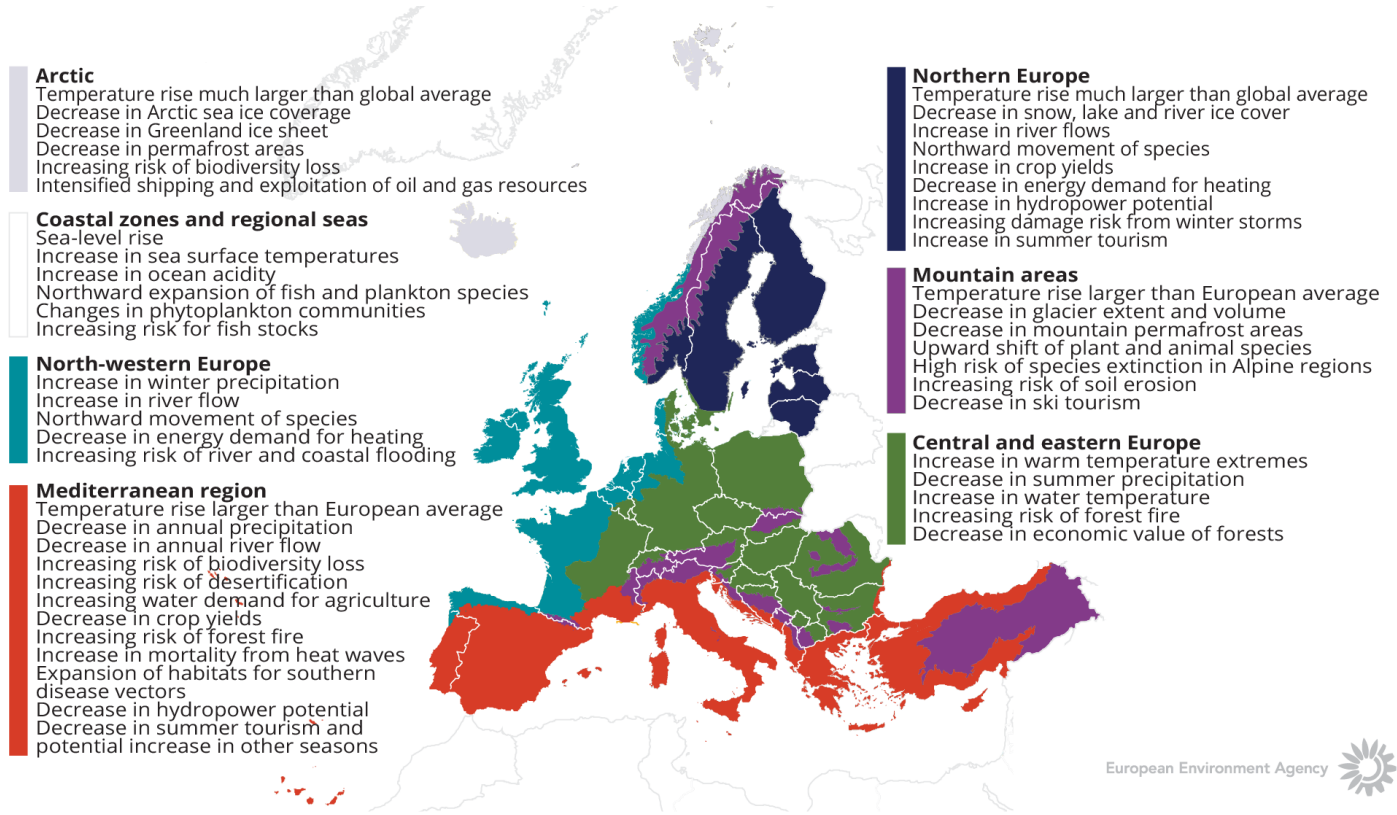 Arctic
Temperature rise much larger than global average
Decrease in Arctic sea ice coverage
Decrease in Greenland ice sheet
Decrease in permafrost areas
Increasing risk of biodiversity loss
Intensified shipping and exploitation of oil and gas resources
Coastal zones and regional seas
Sea-level rise
Increase in sea surface temperatures
Increase in ocean acidity
Northward expansion of fish and plankton species
Changes in phytoplankton communities
Increasing risk for fish stocks
North-western Europe
Increase in winter precipitation
Increase in river flow
Northward movement of species
Decrease in energy demand for heating
Increasing risk of river and coastal flooding
Mediterranean region
Temperature rise larger than European average
Decrease in annual precipitation
Decrease in annual river flow
Increasing risk of biodiversity loss
Increasing risk of desertification
Increasing water demand for agriculture
Decrease in crop yields
Increasing risk of forest fire
Increase in mortality from heat waves
Expansion of habitats for southern
disease vectors
Decrease in hydropower potential
Decrease in summer tourism and
potential increase in other seasons
Northern Europe
Temperature rise much larger than global average
Decrease in snow, lake and river ice cover
Increase in river flows
Northward movement of species
Increase in crop yields
Decrease in energy demand for heating
Increase in hydropower potential
Increasing damage risk from winter storms
Increase in summer tourism
Mountain areas
Temperature rise larger than European average
Decrease in glacier extent and volume
Decrease in mountain permafrost areas
Upward shift of plant and animal species
High risk of species extinction in Alpine regions
Increasing risk of soil erosion
Decrease in ski tourism
Central and eastern Europe
Increase in warm temperature extremes
Decrease in summer precipitation
Increase in water temperature
Increasing risk of forest fire
Decrease in economic value of forests
European Environment Agency